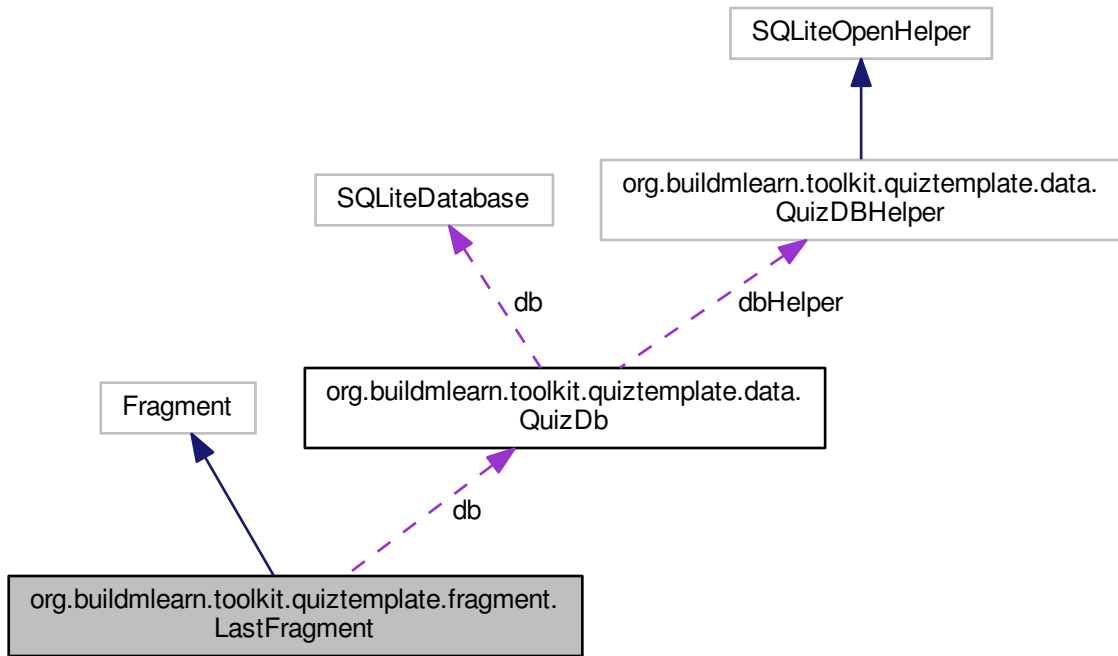 SQLiteOpenHelper
org.buildmlearn.toolkit.quiztemplate.data.
QuizDBHelper
SQLiteDatabase
db
dbHelper
org.buildmlearn.toolkit.quiztemplate.data.
QuizDb
Fragment
db
org.buildmlearn.toolkit.quiztemplate.fragment.
LastFragment